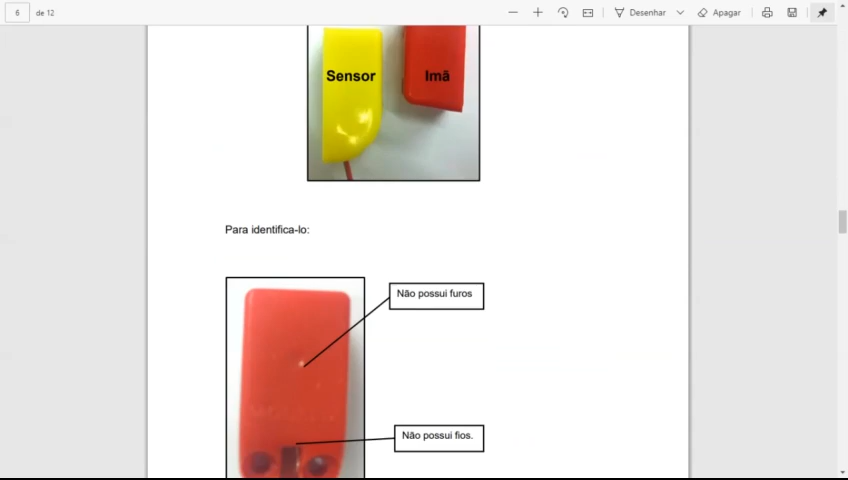 6 de 12 Desenhar Apagar
Sensor Imã
Para identifica-lo:
Não possui furos
Não possui fios.